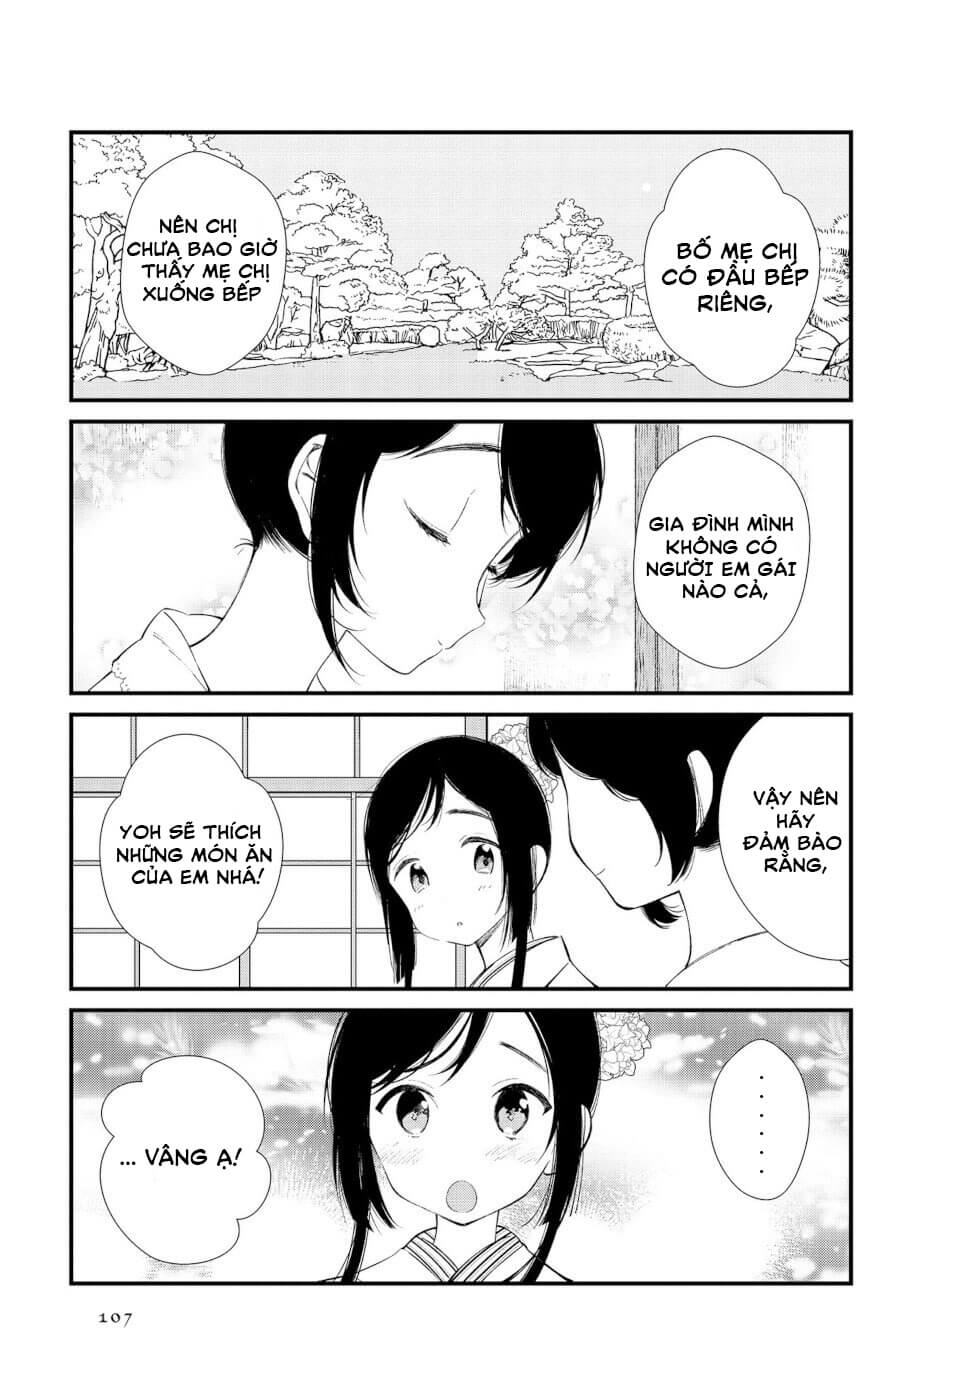 BỐ MẸ CHỊ
CÓ ĐẦU BẾP
RIÊNG,
NÊN CHỊ
CHƯA BAO GIỜ
THẤY MẸ CHỊ
XUỐNG BẾP
GIA ĐÌNH MÌNH
KHÔNG CÓ
NGƯỜI EM GÁI
NÀO CẢ,
VẬY NÊN
HÃY
ĐẢM BẢO
RẰNG,
YOH SẼ THÍCH
NHỮNG MÓN ĂN
CỦA EM NHÁ!
. . . . . .
... VÂNG Ạ!
107